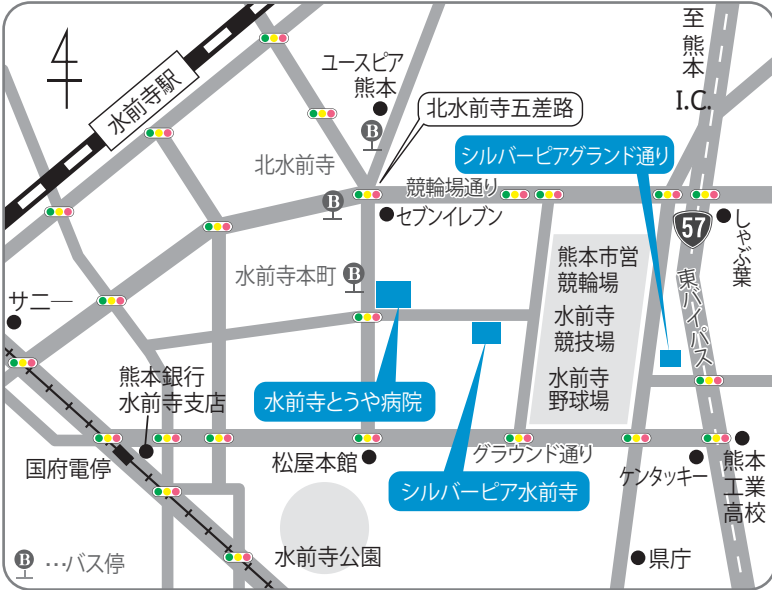 至
熊
本
I.C.
ユースピア
熊本
水前寺駅
北水前寺五差路
シルバーピアグランド通り
B
北水前寺
競輪場通り
B
セブンイレブン
57
しゃぶ葉
熊本市営
競輪場
水前寺本町
B
東バイパス
サニー
水前寺
競技場
熊本銀行
水前寺支店
水前寺とうや病院
水前寺
野球場
国府電停
松屋本館
グラウンド通り
シルバーピア水前寺
ケンタッキー
熊本
工業
高校
水前寺公園
県庁
B …バス停